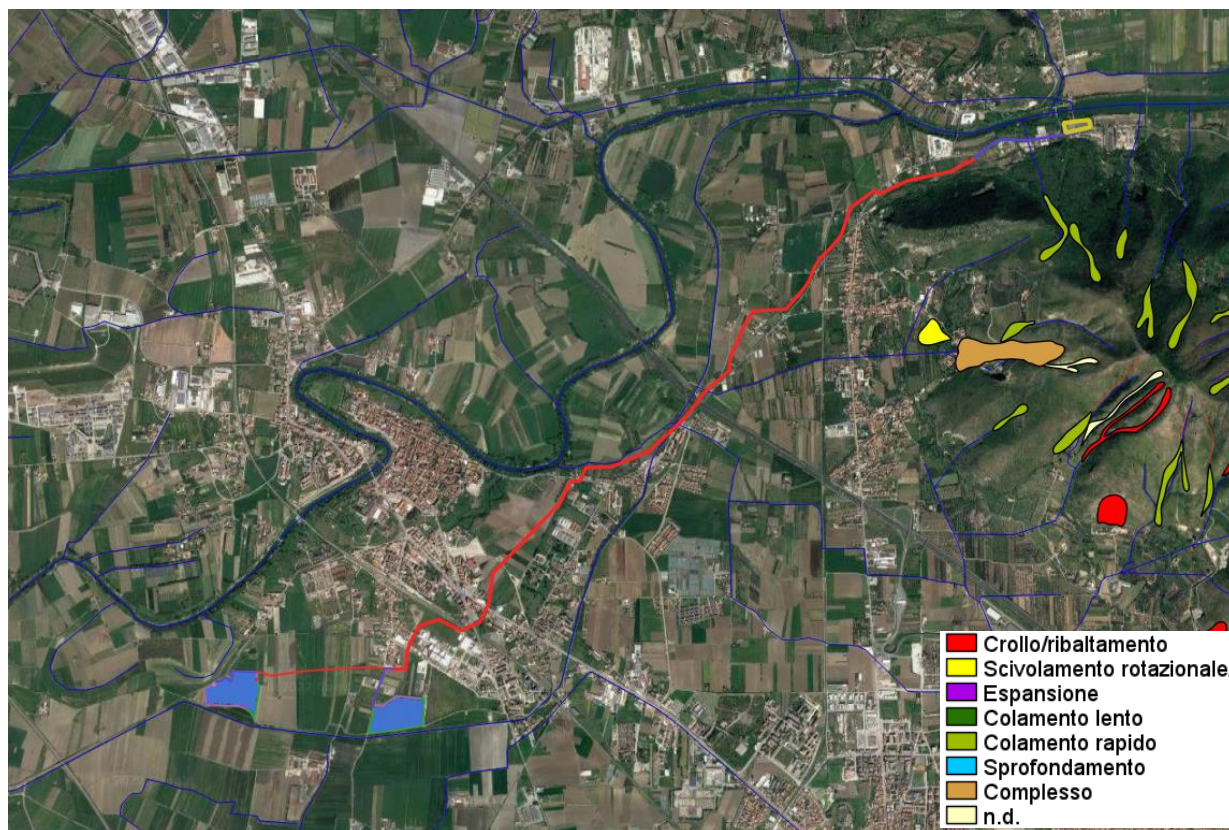 Crollo/ribaltamento
Scivolamento rotazionale
Espansione
Colamento lento
Colamento rapido
Sprofondamento
Complesso
n.d.